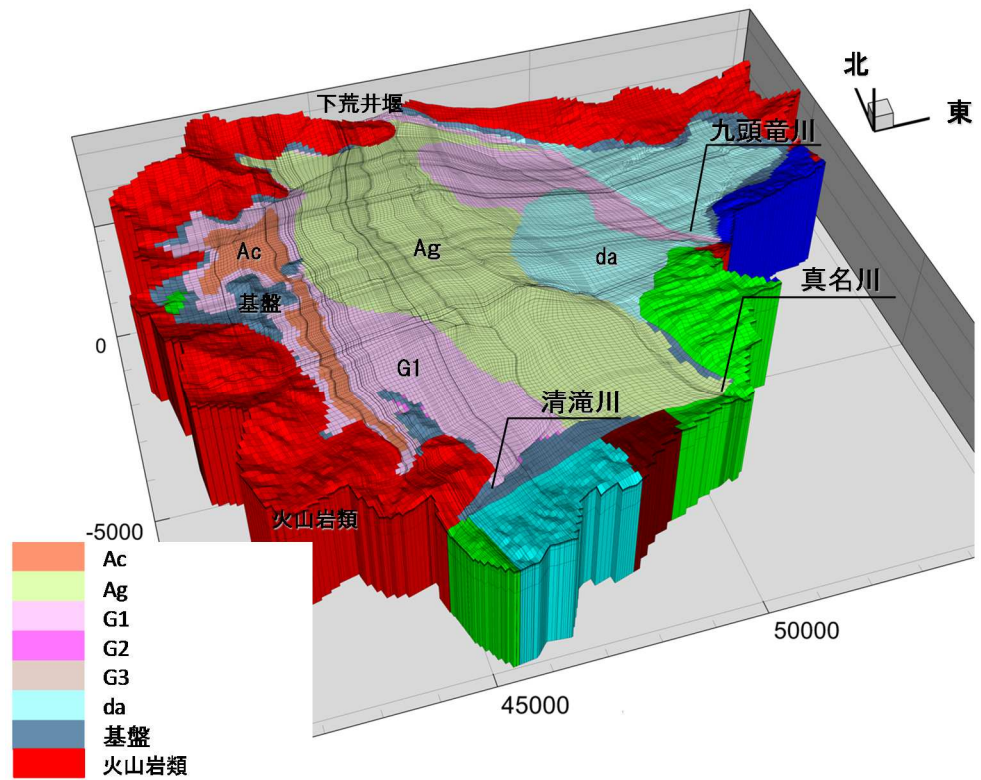 北
東
下荒井堰
九頭竜川
Ac
Ag
da
真名川
基盤
0
G1
清滝川
火山岩類
-5000
50000
45000
Ac
Ag
G1
G2
G3
da
基盤
火山岩類